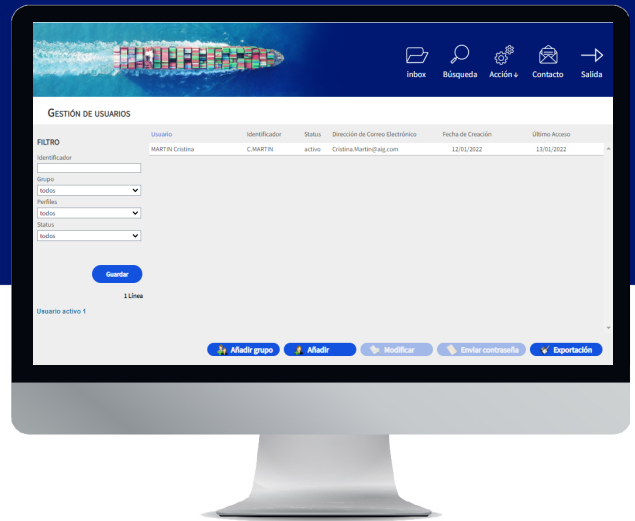 inbox Búsqueda Acción↓ Contacto Salida
GESTIÓN DE USUARIOS
FILTRO
Identificador
Grupo
todos
Perfiles
todos
Status
todos
Guardar
1 Línea
Usuario activo 1
Usuario Identificador Status Dirección de Correo Electrónico Fecha de Creación Último Acceso
MARTIN Cristina C.MARTIN activo Cristina.Martin@aig.com 12/01/2022 13/01/2022
Añadir grupo Añadir Modificar Enviar contraseña Exportación